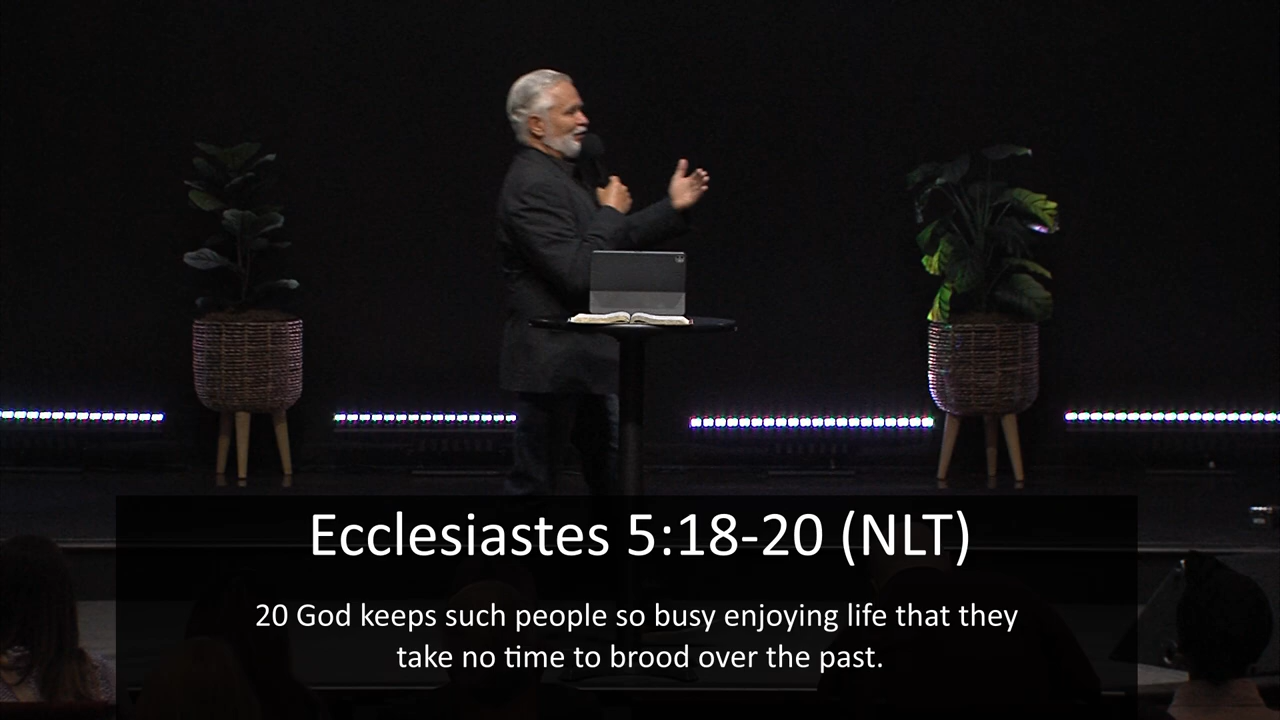 Ecclesiastes 5:18-20 (NLT)
20 God keeps such people so busy enjoying life that they
take no time to brood over the past.